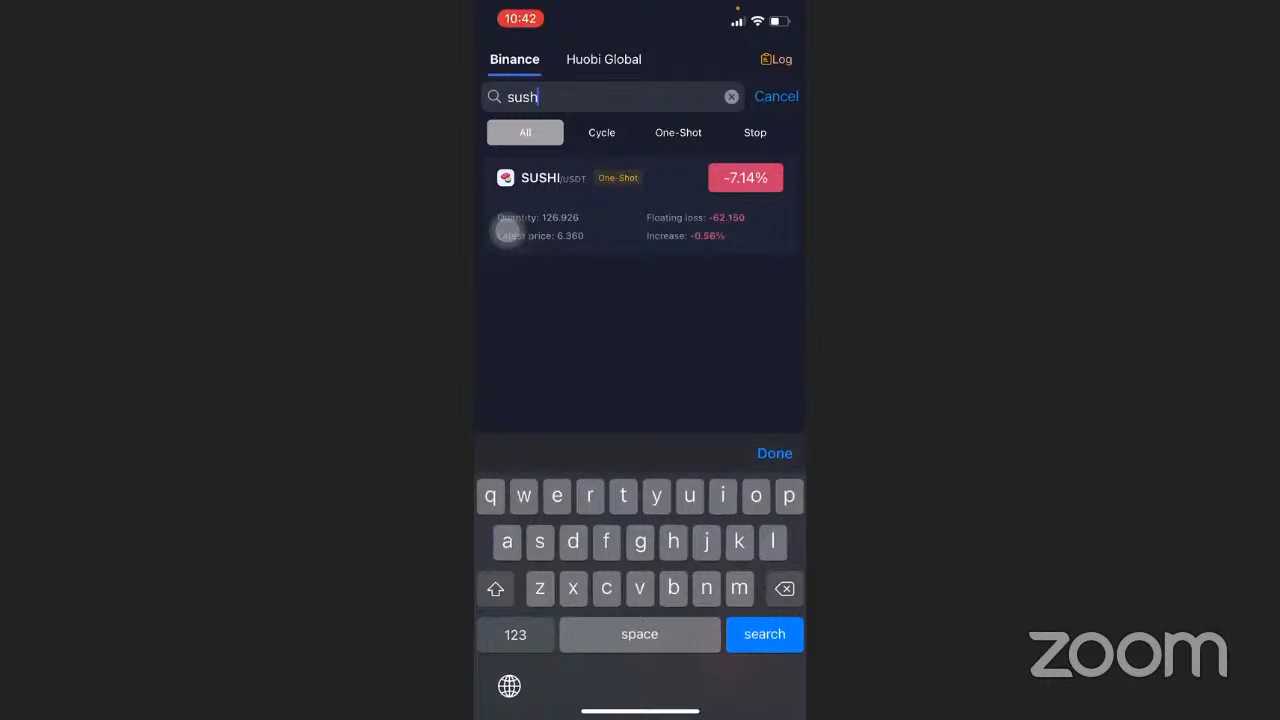 10:42
Binance Huobi Global Log
sush Cancel
All Cycle One-Shot Stop
SUSHI/USDT One-Shot -7.14%
Quantity: 126.926 Floating loss: -62.150
Latest price: 6.360 Increase: -0.56%
Done
q w e r t y u i o p
a s d f g h j k l
z x c v b n m
123 space search
zoom